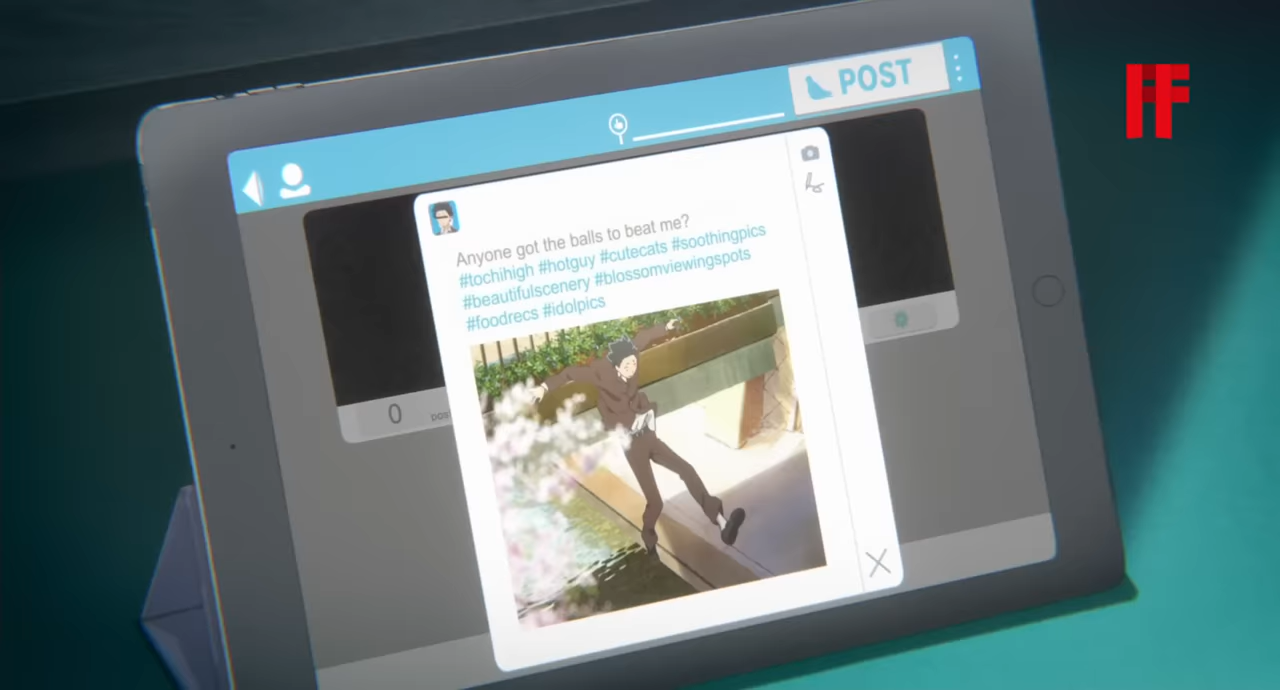 POST
Anyone got the balls to beat me?
#tochihigh #hotguy #cutecats #soothingpics
#beautifulscenery #blossomviewingspots
#foodrecs #idolpics
0